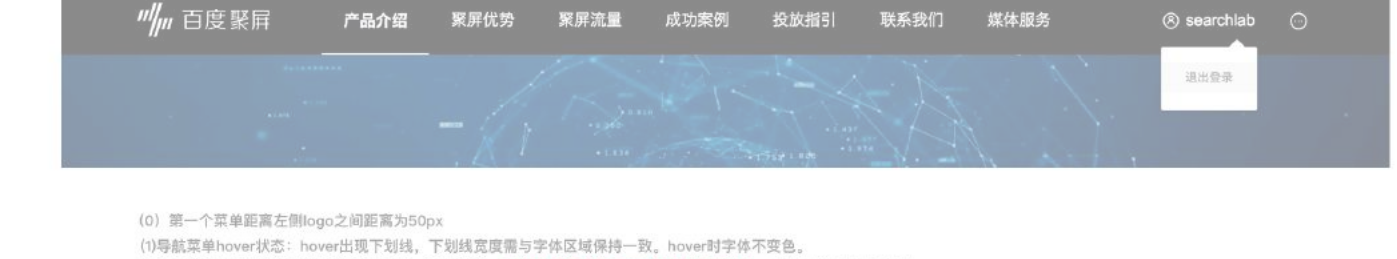 百度聚屏 产品介绍 聚屏优势 聚屏流量 成功案例 投放指引 联系我们 媒体服务 searchlab
退出登录
(0) 第一个菜单距离左侧logo之间距离为50px
(1)导航菜单hover状态：hover出现下划线，下划线宽度需与字体区域保持一致。hover时字体不变色。